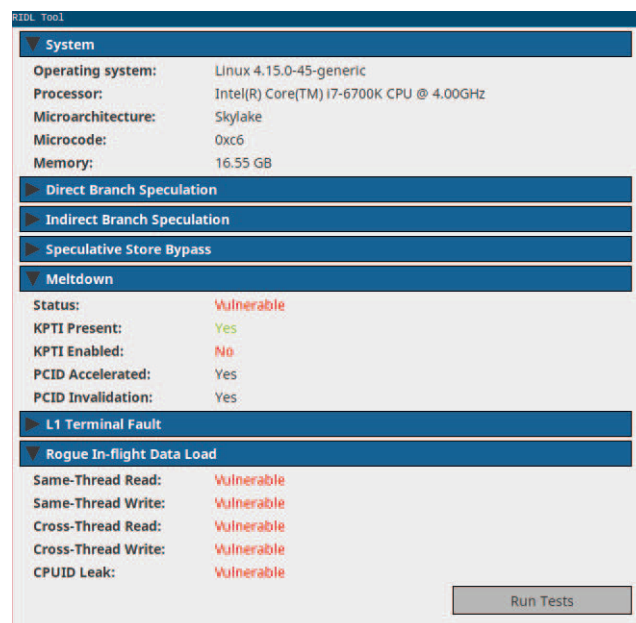 RIDL Tool
System
Operating system: Linux 4.15.0-45-generic
Processor: Intel(R) Core(TM) i7-6700K CPU @ 4.00GHz
Microarchitecture: Skylake
Microcode: 0xc6
Memory: 16.55 GB
Direct Branch Speculation
Indirect Branch Speculation
Speculative Store Bypass
Meltdown
Status: Vulnerable
KPTI Present: Yes
KPTI Enabled: No
PCID Accelerated: Yes
PCID Invalidation: Yes
L1 Terminal Fault
Rogue In-flight Data Load
Same-Thread Read: Vulnerable
Same-Thread Write: Vulnerable
Cross-Thread Read: Vulnerable
Cross-Thread Write: Vulnerable
CPUID Leak: Vulnerable
Run Tests